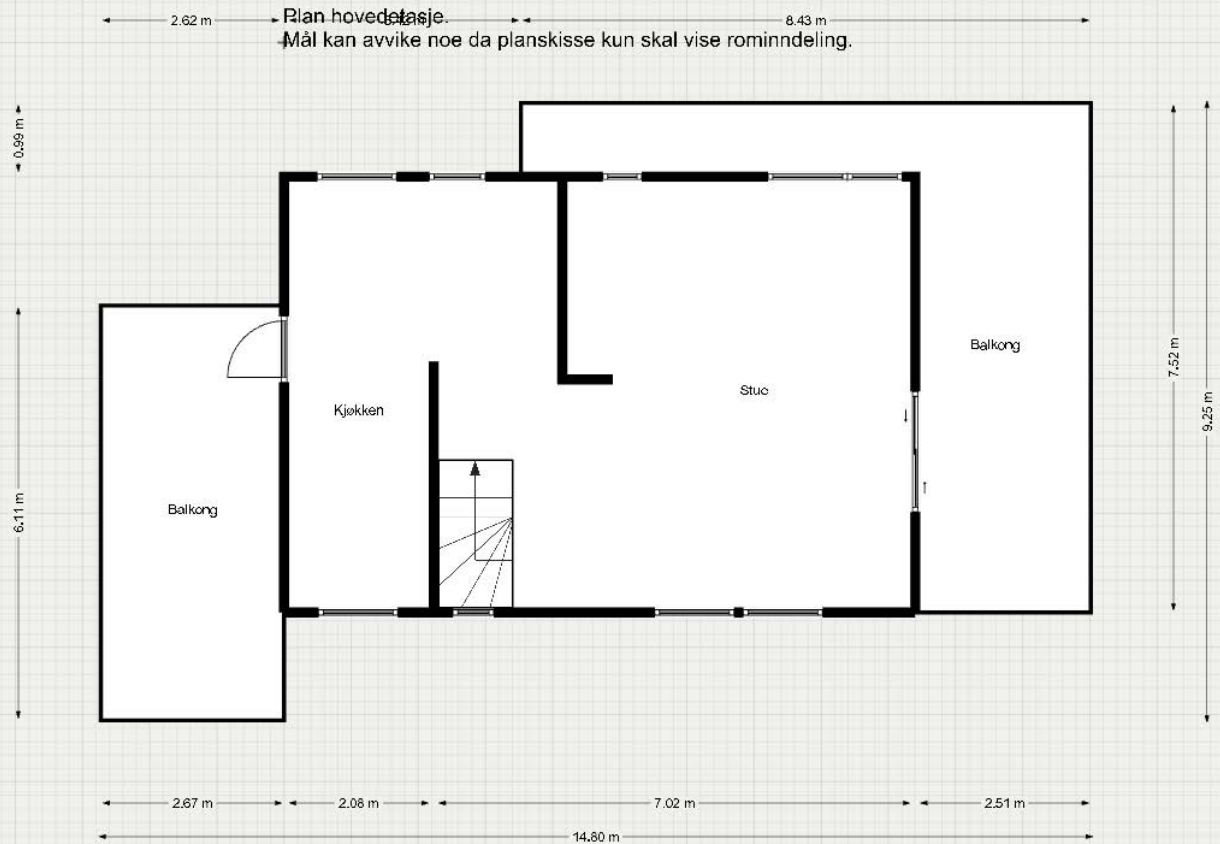 Plan hovedetasje.
Mål kan avvike noe da planskisse kun skal vise rominndeling.
2.62 m
8.43 m
0.99 m
7.52 m
9.25 m
6.11 m
Balkong
Stue
Kjøkken
Balkong
2.67 m
2.08 m
7.02 m
2.51 m
14.80 m